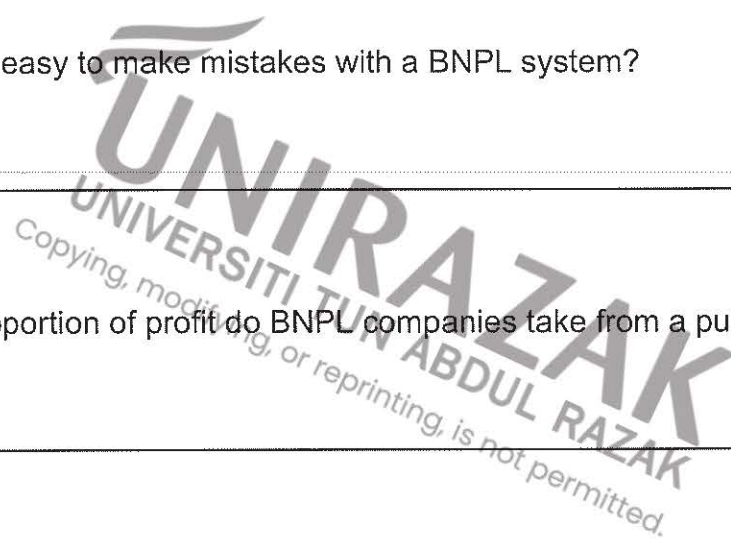 easy to make mistakes with a BNPL system?
UNIRAZAK
UNIVERSITI TUN ABDUL RAZAK
Copying, modifying, or reprinting, is not permitted.
portion of profit do BNPL companies take from a pu